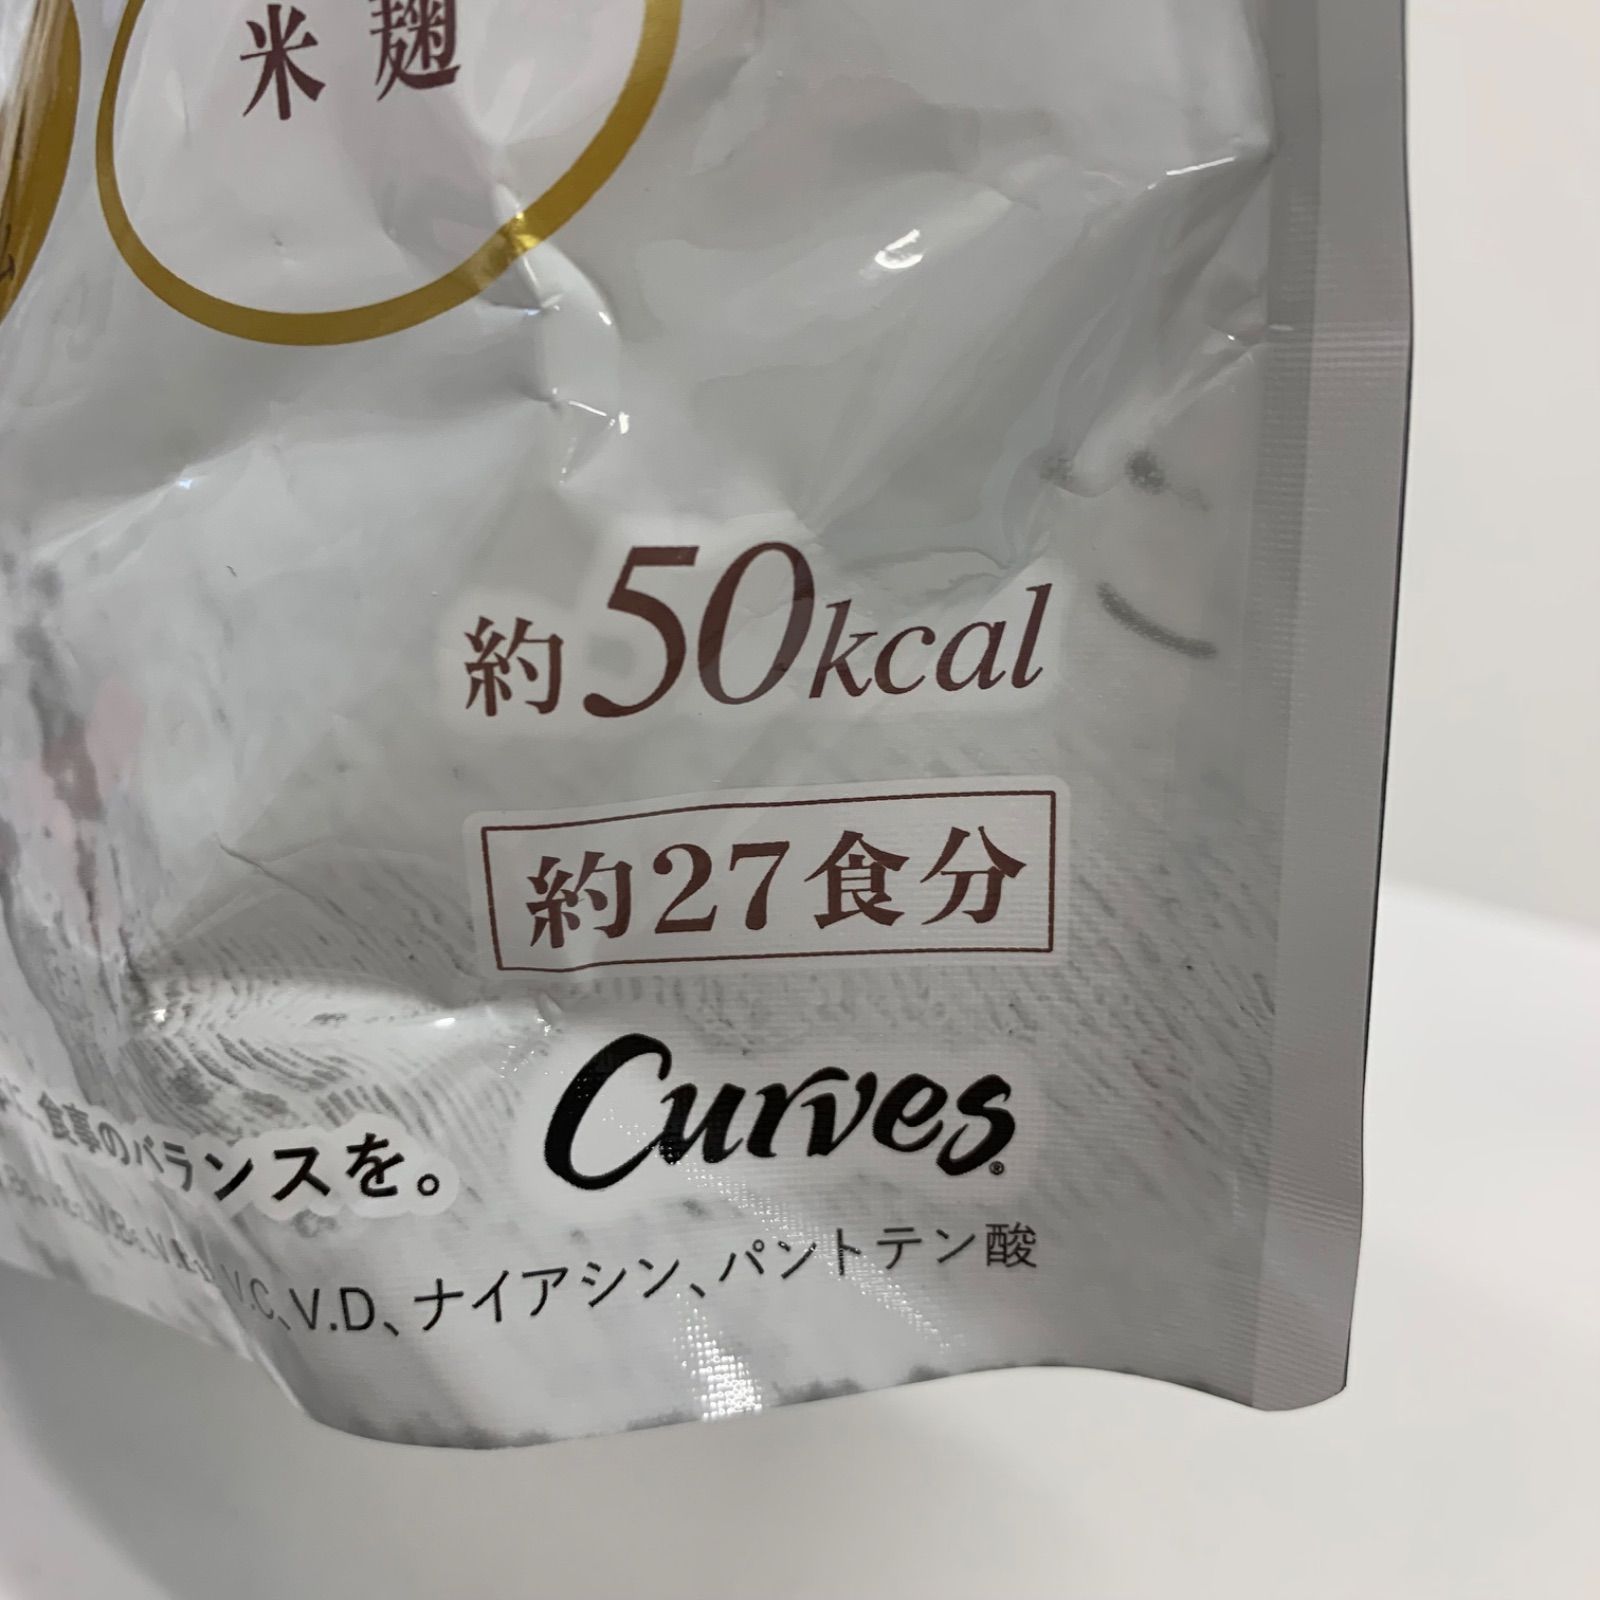 米麹
約50kcal
約27食分
Curves®
食事のバランスを。
V.C、V.D、ナイアシン、パントテン酸